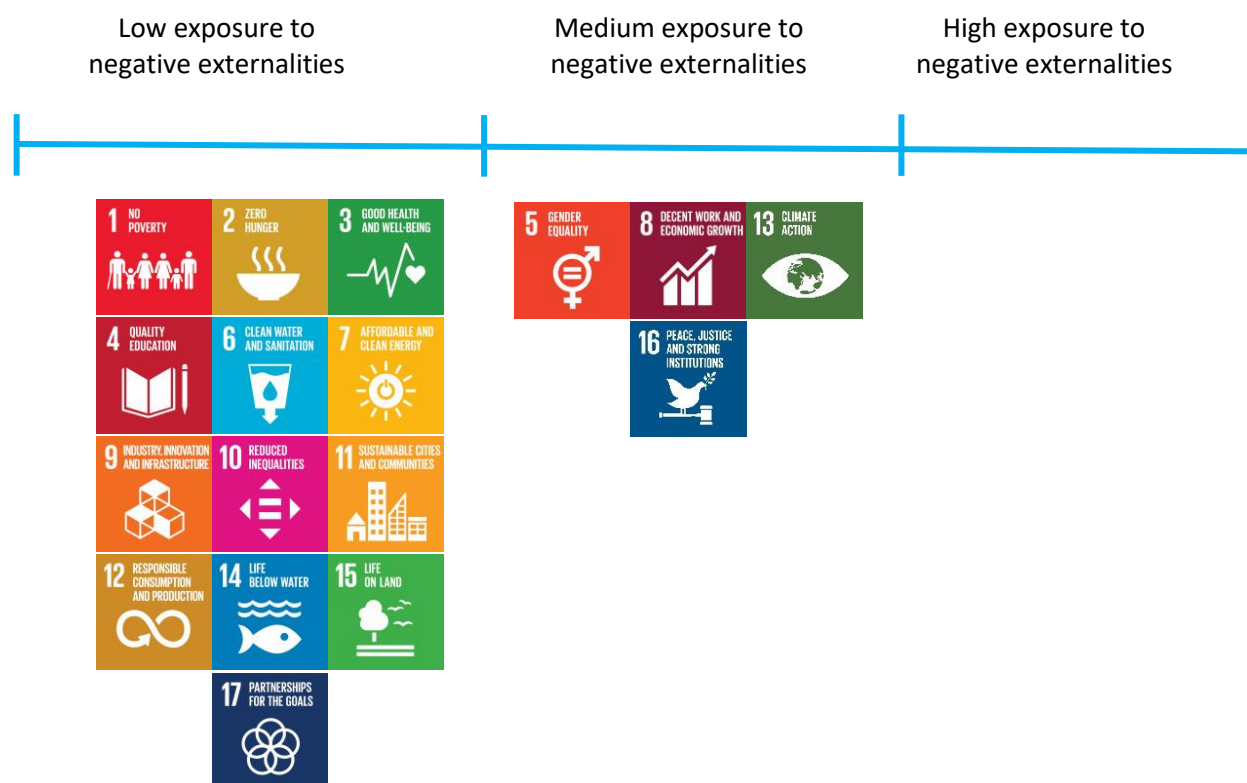 Low exposure to
negative externalities
Medium exposure to
negative externalities
High exposure to
negative externalities
1 NO
POVERTY
2 ZERO
HUNGER
3 GOOD HEALTH
AND WELL-BEING
5 GENDER
EQUALITY
8 DECENT WORK AND
ECONOMIC GROWTH
13 CLIMATE
ACTION
4 QUALITY
EDUCATION
6 CLEAN WATER
AND SANITATION
7 AFFORDABLE AND
CLEAN ENERGY
16 PEACE, JUSTICE
AND STRONG
INSTITUTIONS
9 INDUSTRY, INNOVATION
AND INFRASTRUCTURE
10 REDUCED
INEQUALITIES
11 SUSTAINABLE CITIES
AND COMMUNITIES
12 RESPONSIBLE
CONSUMPTION
AND PRODUCTION
14 LIFE
BELOW WATER
15 LIFE
ON LAND
17 PARTNERSHIPS
FOR THE GOALS